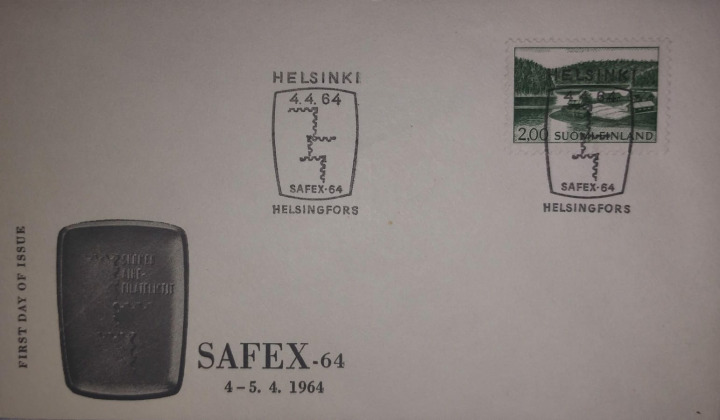 HELSINKI
4.4.64
SAFEX-64
HELSINGFORS
HELSINKI
4.4.64
2,00 SUOMI-FINLAND
SAFEX-64
HELSINGFORS
FIRST DAY OF ISSUE
SAFEX-64
4-5. 4. 1964